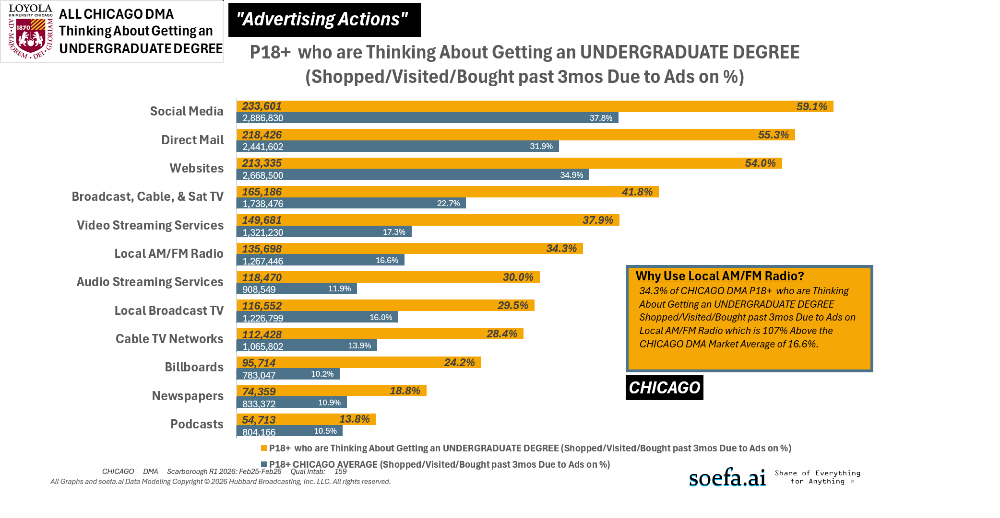 LOYOLA
UNIVERSITY CHICAGO
1870
AD • MAJOREM • DEI • GLORIAM
ALL CHICAGO DMA
Thinking About Getting an
UNDERGRADUATE DEGREE
"Advertising Actions"
P18+ who are Thinking About Getting an UNDERGRADUATE DEGREE
(Shopped/Visited/Bought past 3mos Due to Ads on %)
Social Media
233,601 59.1%
2,886,830 37.8%
Direct Mail
218,426 55.3%
2,441,602 31.9%
Websites
213,335 54.0%
2,668,500 34.9%
Broadcast, Cable, & Sat TV
165,186 41.8%
1,738,476 22.7%
Video Streaming Services
149,681 37.9%
1,321,230 17.3%
Local AM/FM Radio
135,698 34.3%
1,267,446 16.6%
Audio Streaming Services
118,470 30.0%
908,549 11.9%
Local Broadcast TV
116,552 29.5%
1,226,799 16.0%
Cable TV Networks
112,428 28.4%
1,065,802 13.9%
Billboards
95,714 24.2%
783,047 10.2%
Newspapers
74,359 18.8%
833,372 10.9%
Podcasts
54,713 13.8%
804,166 10.5%
Why Use Local AM/FM Radio?
34.3% of CHICAGO DMA P18+ who are Thinking
About Getting an UNDERGRADUATE DEGREE
Shopped/Visited/Bought past 3mos Due to Ads on
Local AM/FM Radio which is 107% Above the
CHICAGO DMA Market Average of 16.6%.
CHICAGO
P18+ who are Thinking About Getting an UNDERGRADUATE DEGREE (Shopped/Visited/Bought past 3mos Due to Ads on %)
P18+ CHICAGO AVERAGE (Shopped/Visited/Bought past 3mos Due to Ads on %)
CHICAGO DMA Scarborough R1 2026: Feb25-Feb26 Qual Intab: 159
All Graphs and soefa.ai Data Modeling Copyright © 2026 Hubbard Broadcasting, Inc. LLC. All rights reserved.
soefa.ai
Share of Everything
for Anything ©